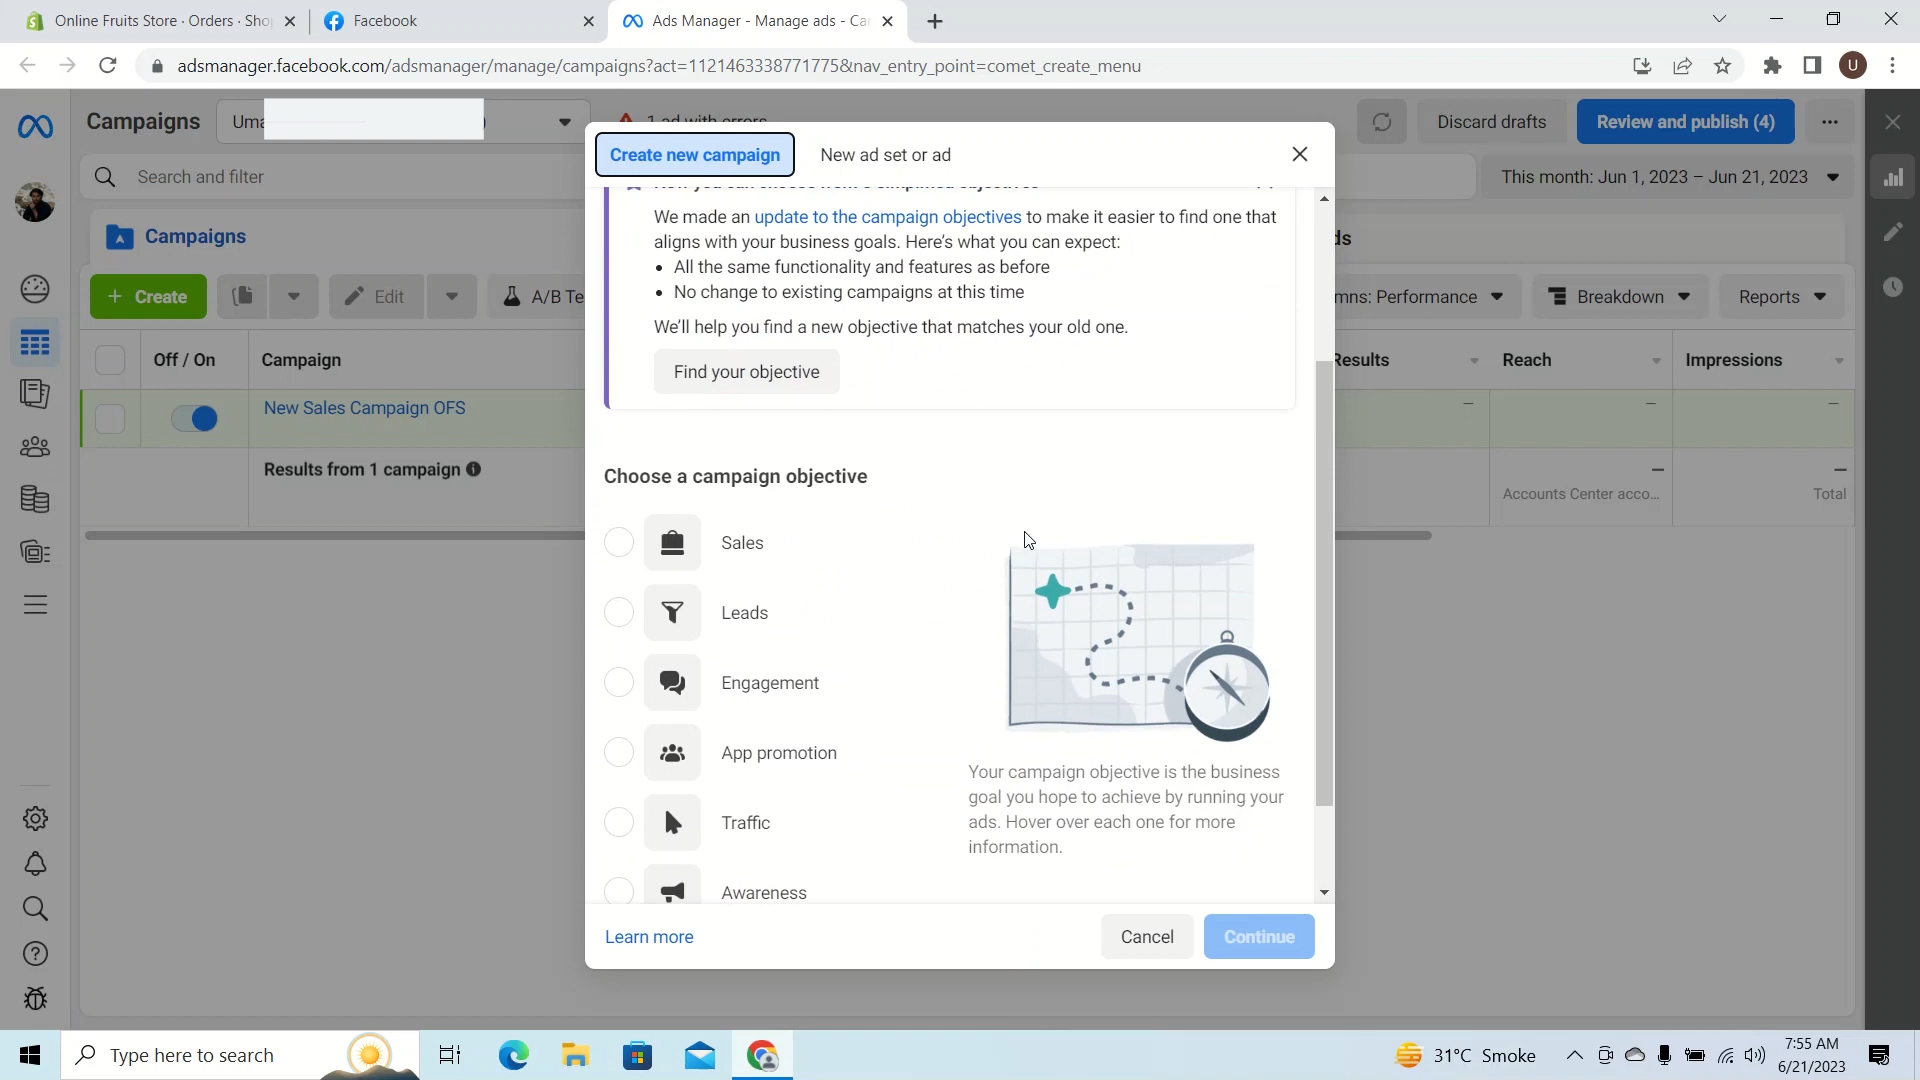 Online Fruits Store · Orders · Sho
Facebook
Ads Manager - Manage ads - Ca
adsmanager.facebook.com/adsmanager/manage/campaigns?act=1121463338771775&nav_entry_point=comet_create_menu
U
Campaigns
Uma
1 ad with errors
Discard drafts
Review and publish (4)
Create new campaign
New ad set or ad
Search and filter
This month: Jun 1, 2023 – Jun 21, 2023
Campaigns
ds
We made an update to the campaign objectives to make it easier to find one that
aligns with your business goals. Here's what you can expect:
• All the same functionality and features as before
• No change to existing campaigns at this time
We'll help you find a new objective that matches your old one.
Find your objective
+ Create
Edit
A/B Te
mns: Performance
Breakdown
Reports
Off / On
Campaign
Results
Reach
Impressions
New Sales Campaign OFS
—
—
—
Results from 1 campaign
—
—
Accounts Center acco...
Total
Choose a campaign objective
Sales
Leads
Engagement
App promotion
Traffic
Awareness
Your campaign objective is the business
goal you hope to achieve by running your
ads. Hover over each one for more
information.
Learn more
Cancel
Continue
Type here to search
31°C Smoke
7:55 AM
6/21/2023